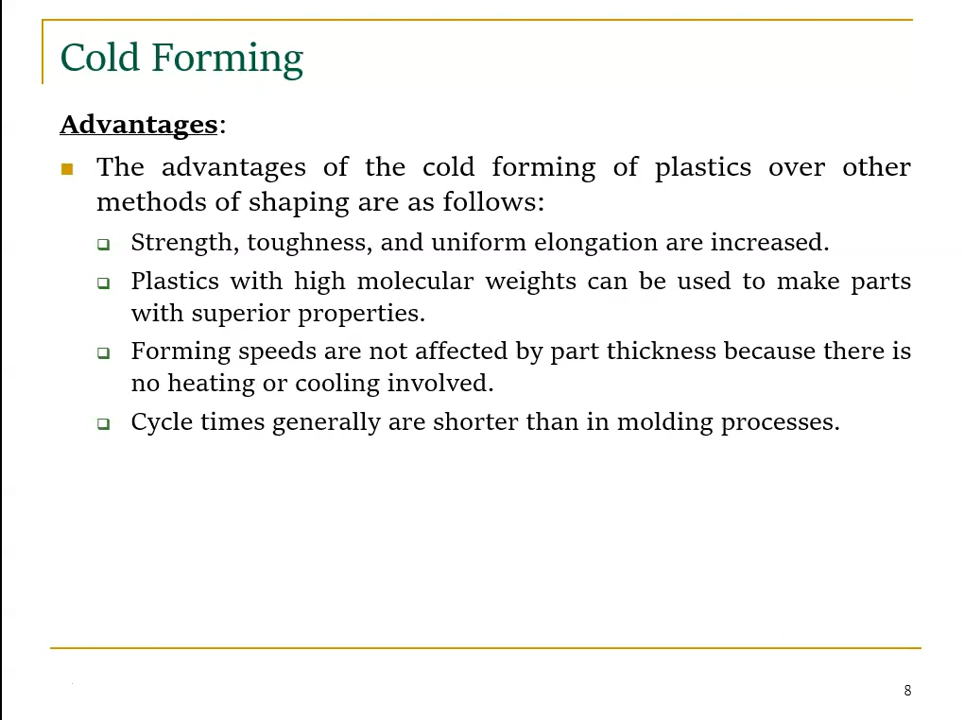 Cold Forming
Advantages:
The advantages of the cold forming of plastics over other
methods of shaping are as follows:
Strength, toughness, and uniform elongation are increased.
Plastics with high molecular weights can be used to make parts
with superior properties.
Forming speeds are not affected by part thickness because there is
no heating or cooling involved.
Cycle times generally are shorter than in molding processes.
8